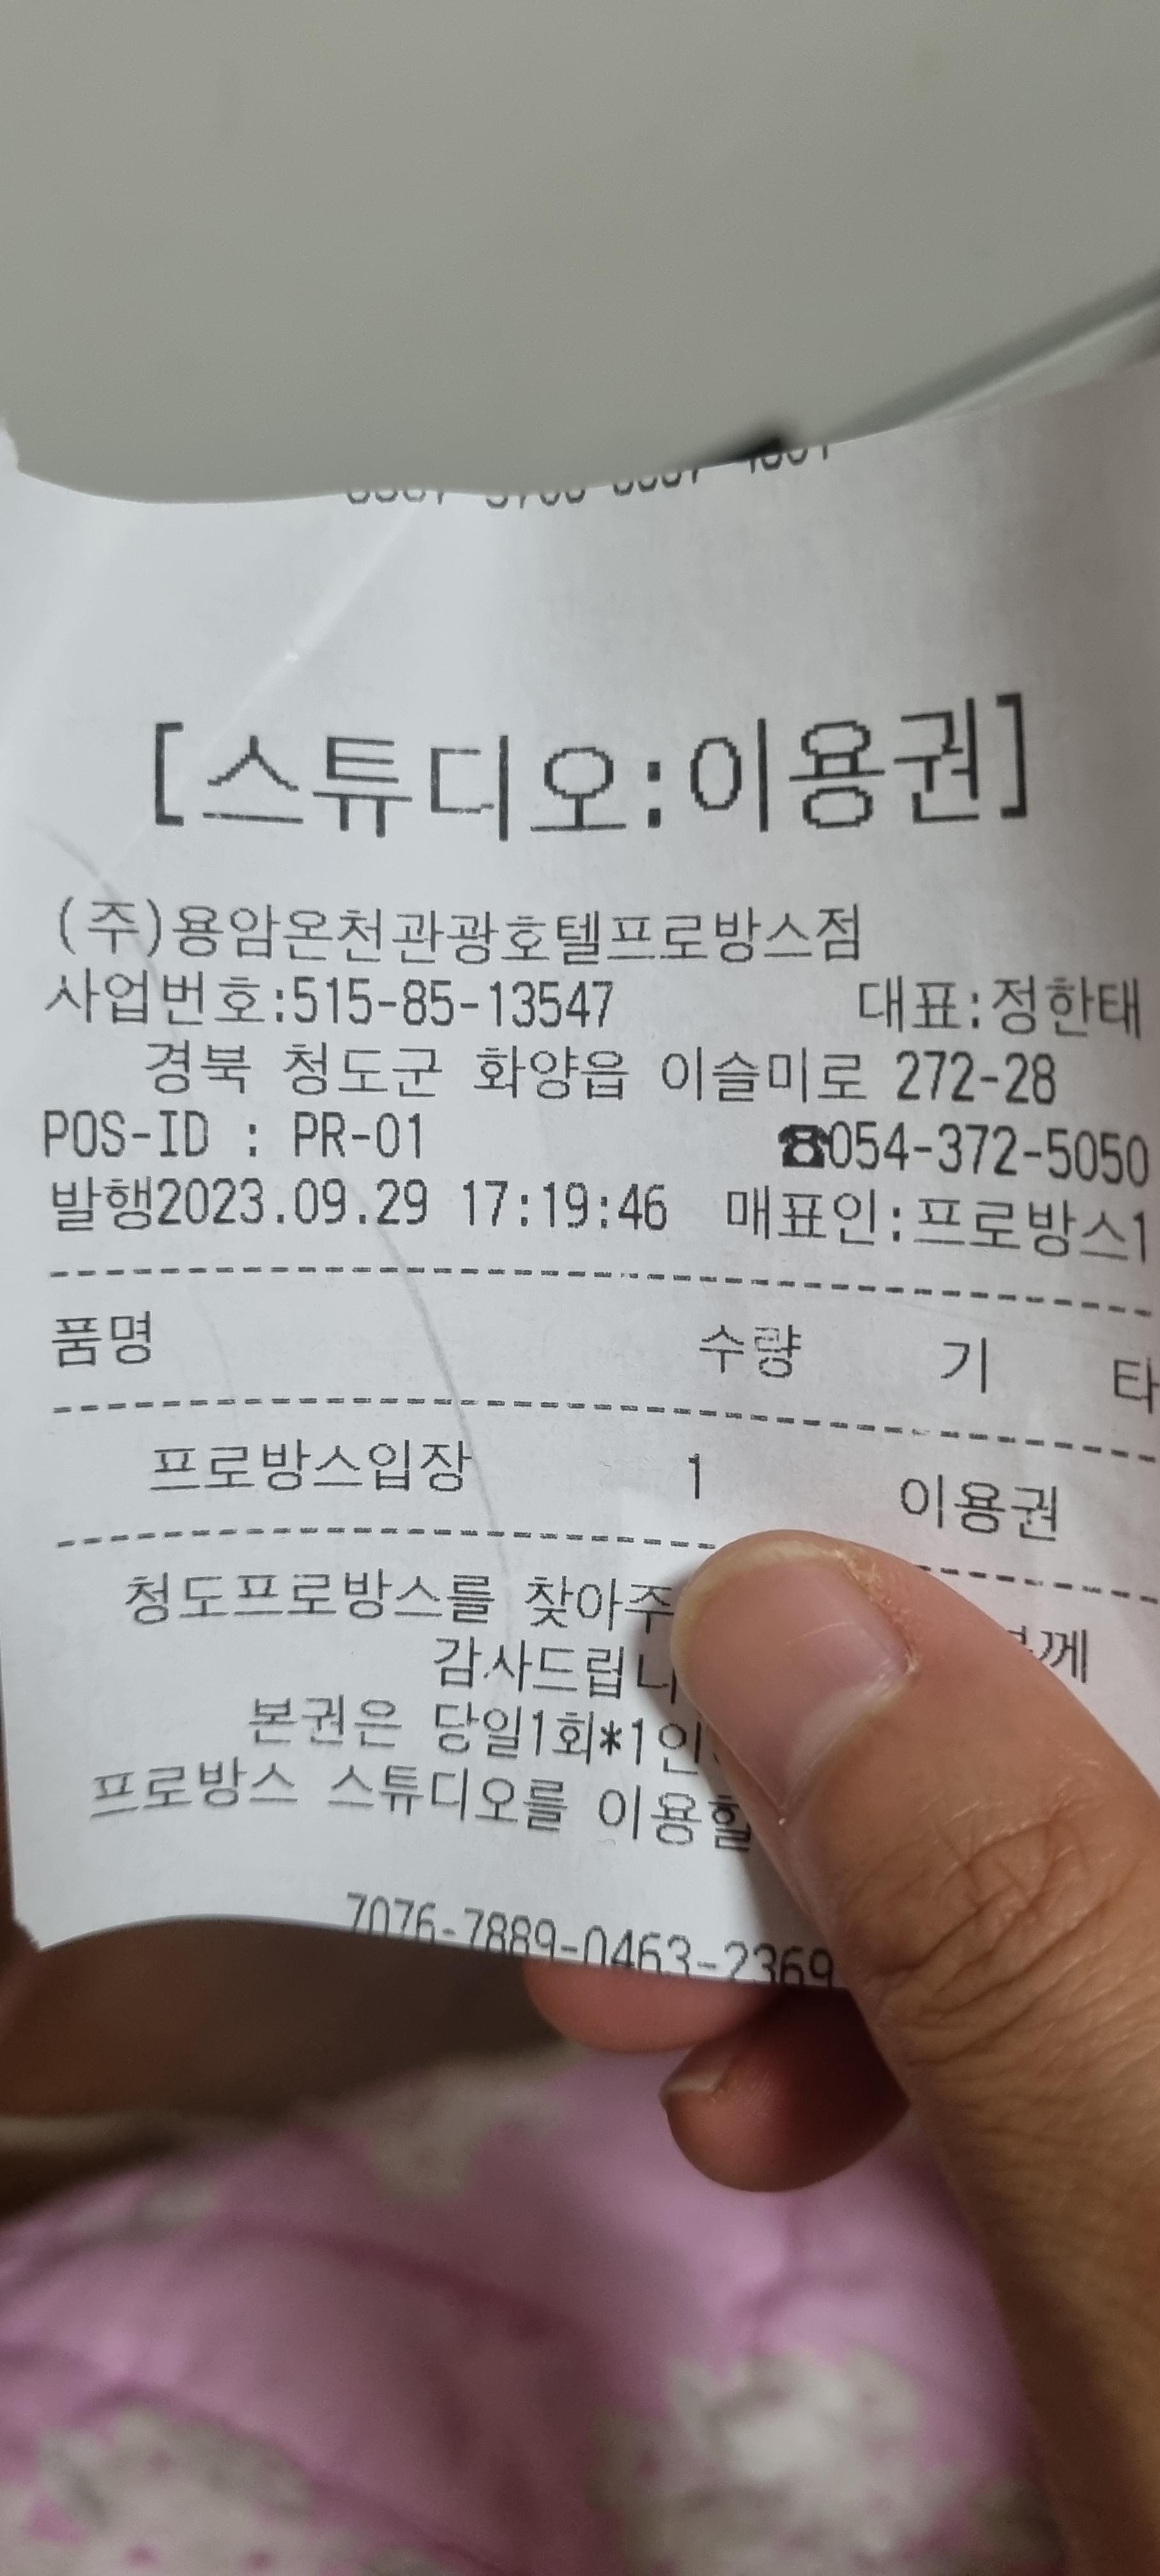 [스튜디오:이용권]
(주)용암온천관광호텔프로방스점
사업번호:515-85-13547 대표:정한태
경북 청도군 화양읍 이슬미로 272-28
POS-ID : PR-01 ☎054-372-5050
발행2023.09.29 17:19:46 매표인:프로방스1
품명 수량 기 타
프로방스입장 1 이용권
청도프로방스를 찾아주
감사드립니
본권은 당일1회*1인
프로방스 스튜디오를 이용할
7076-7889-0463-2369